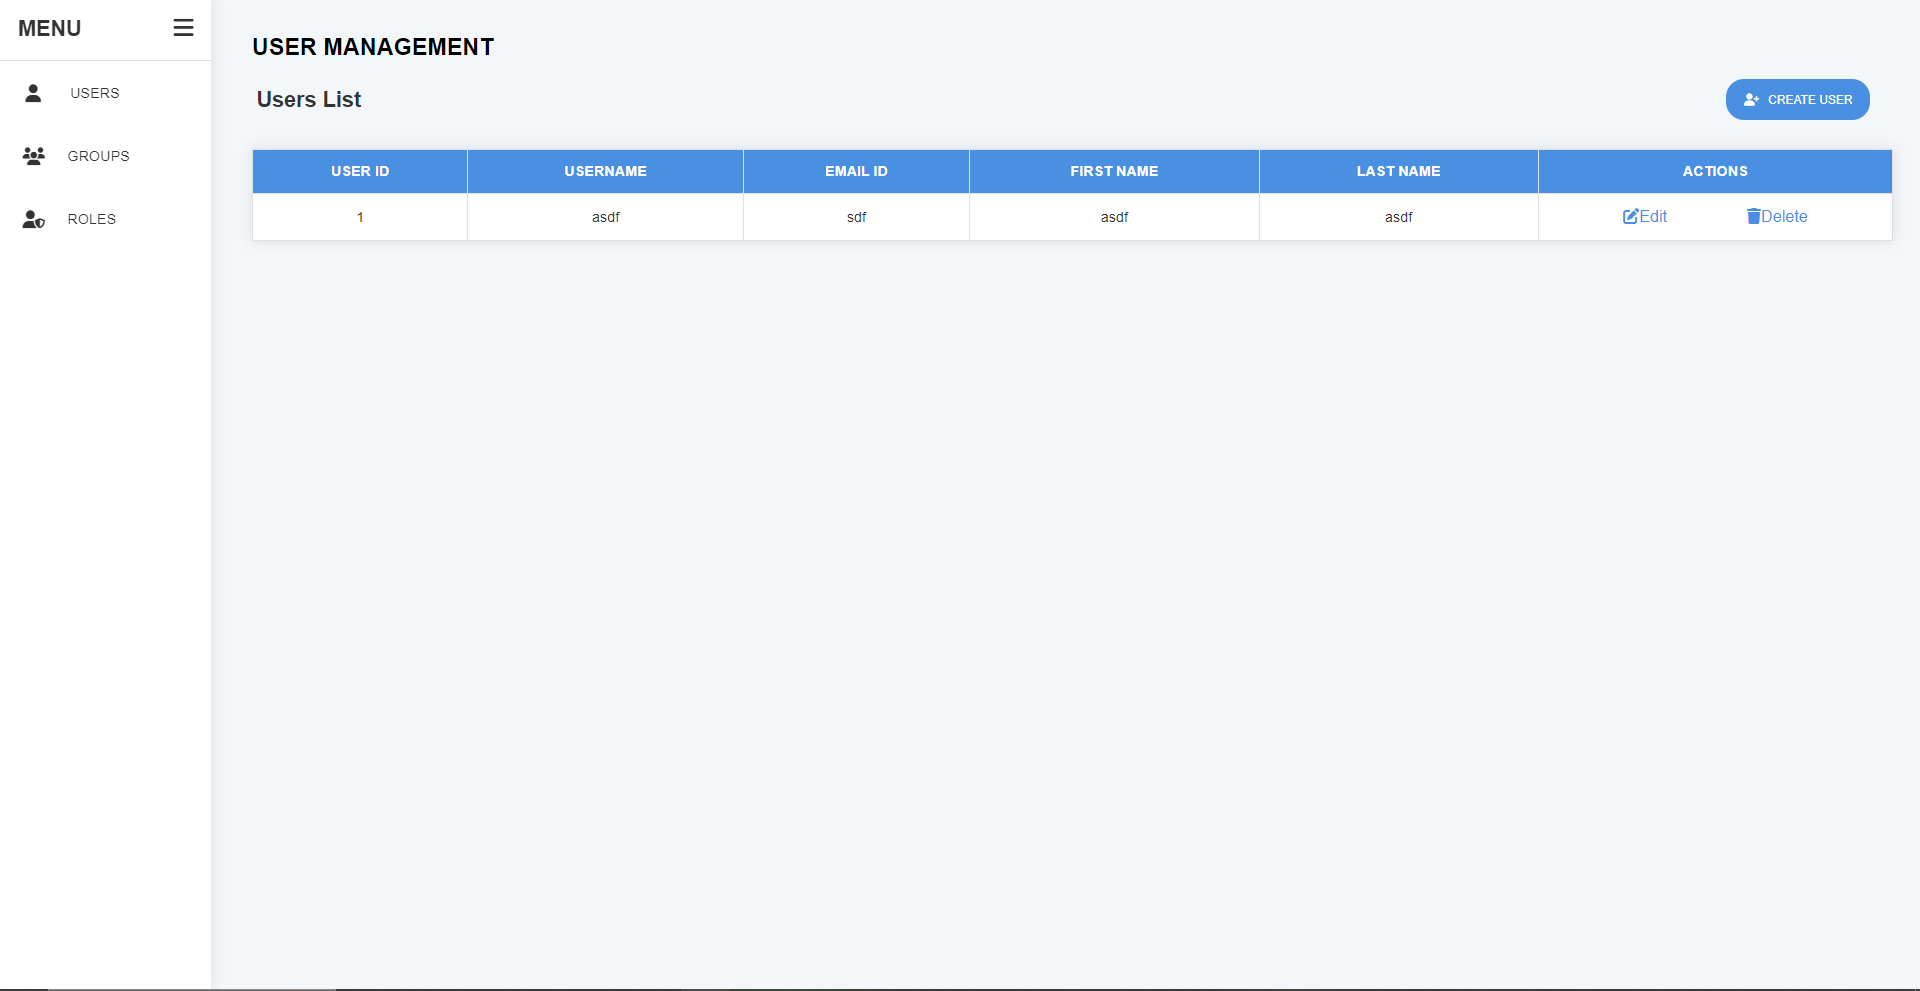 MENU
USERS
GROUPS
ROLES
USER MANAGEMENT
Users List
CREATE USER
USER ID USERNAME EMAIL ID FIRST NAME LAST NAME ACTIONS
1 asdf sdf asdf asdf Edit Delete